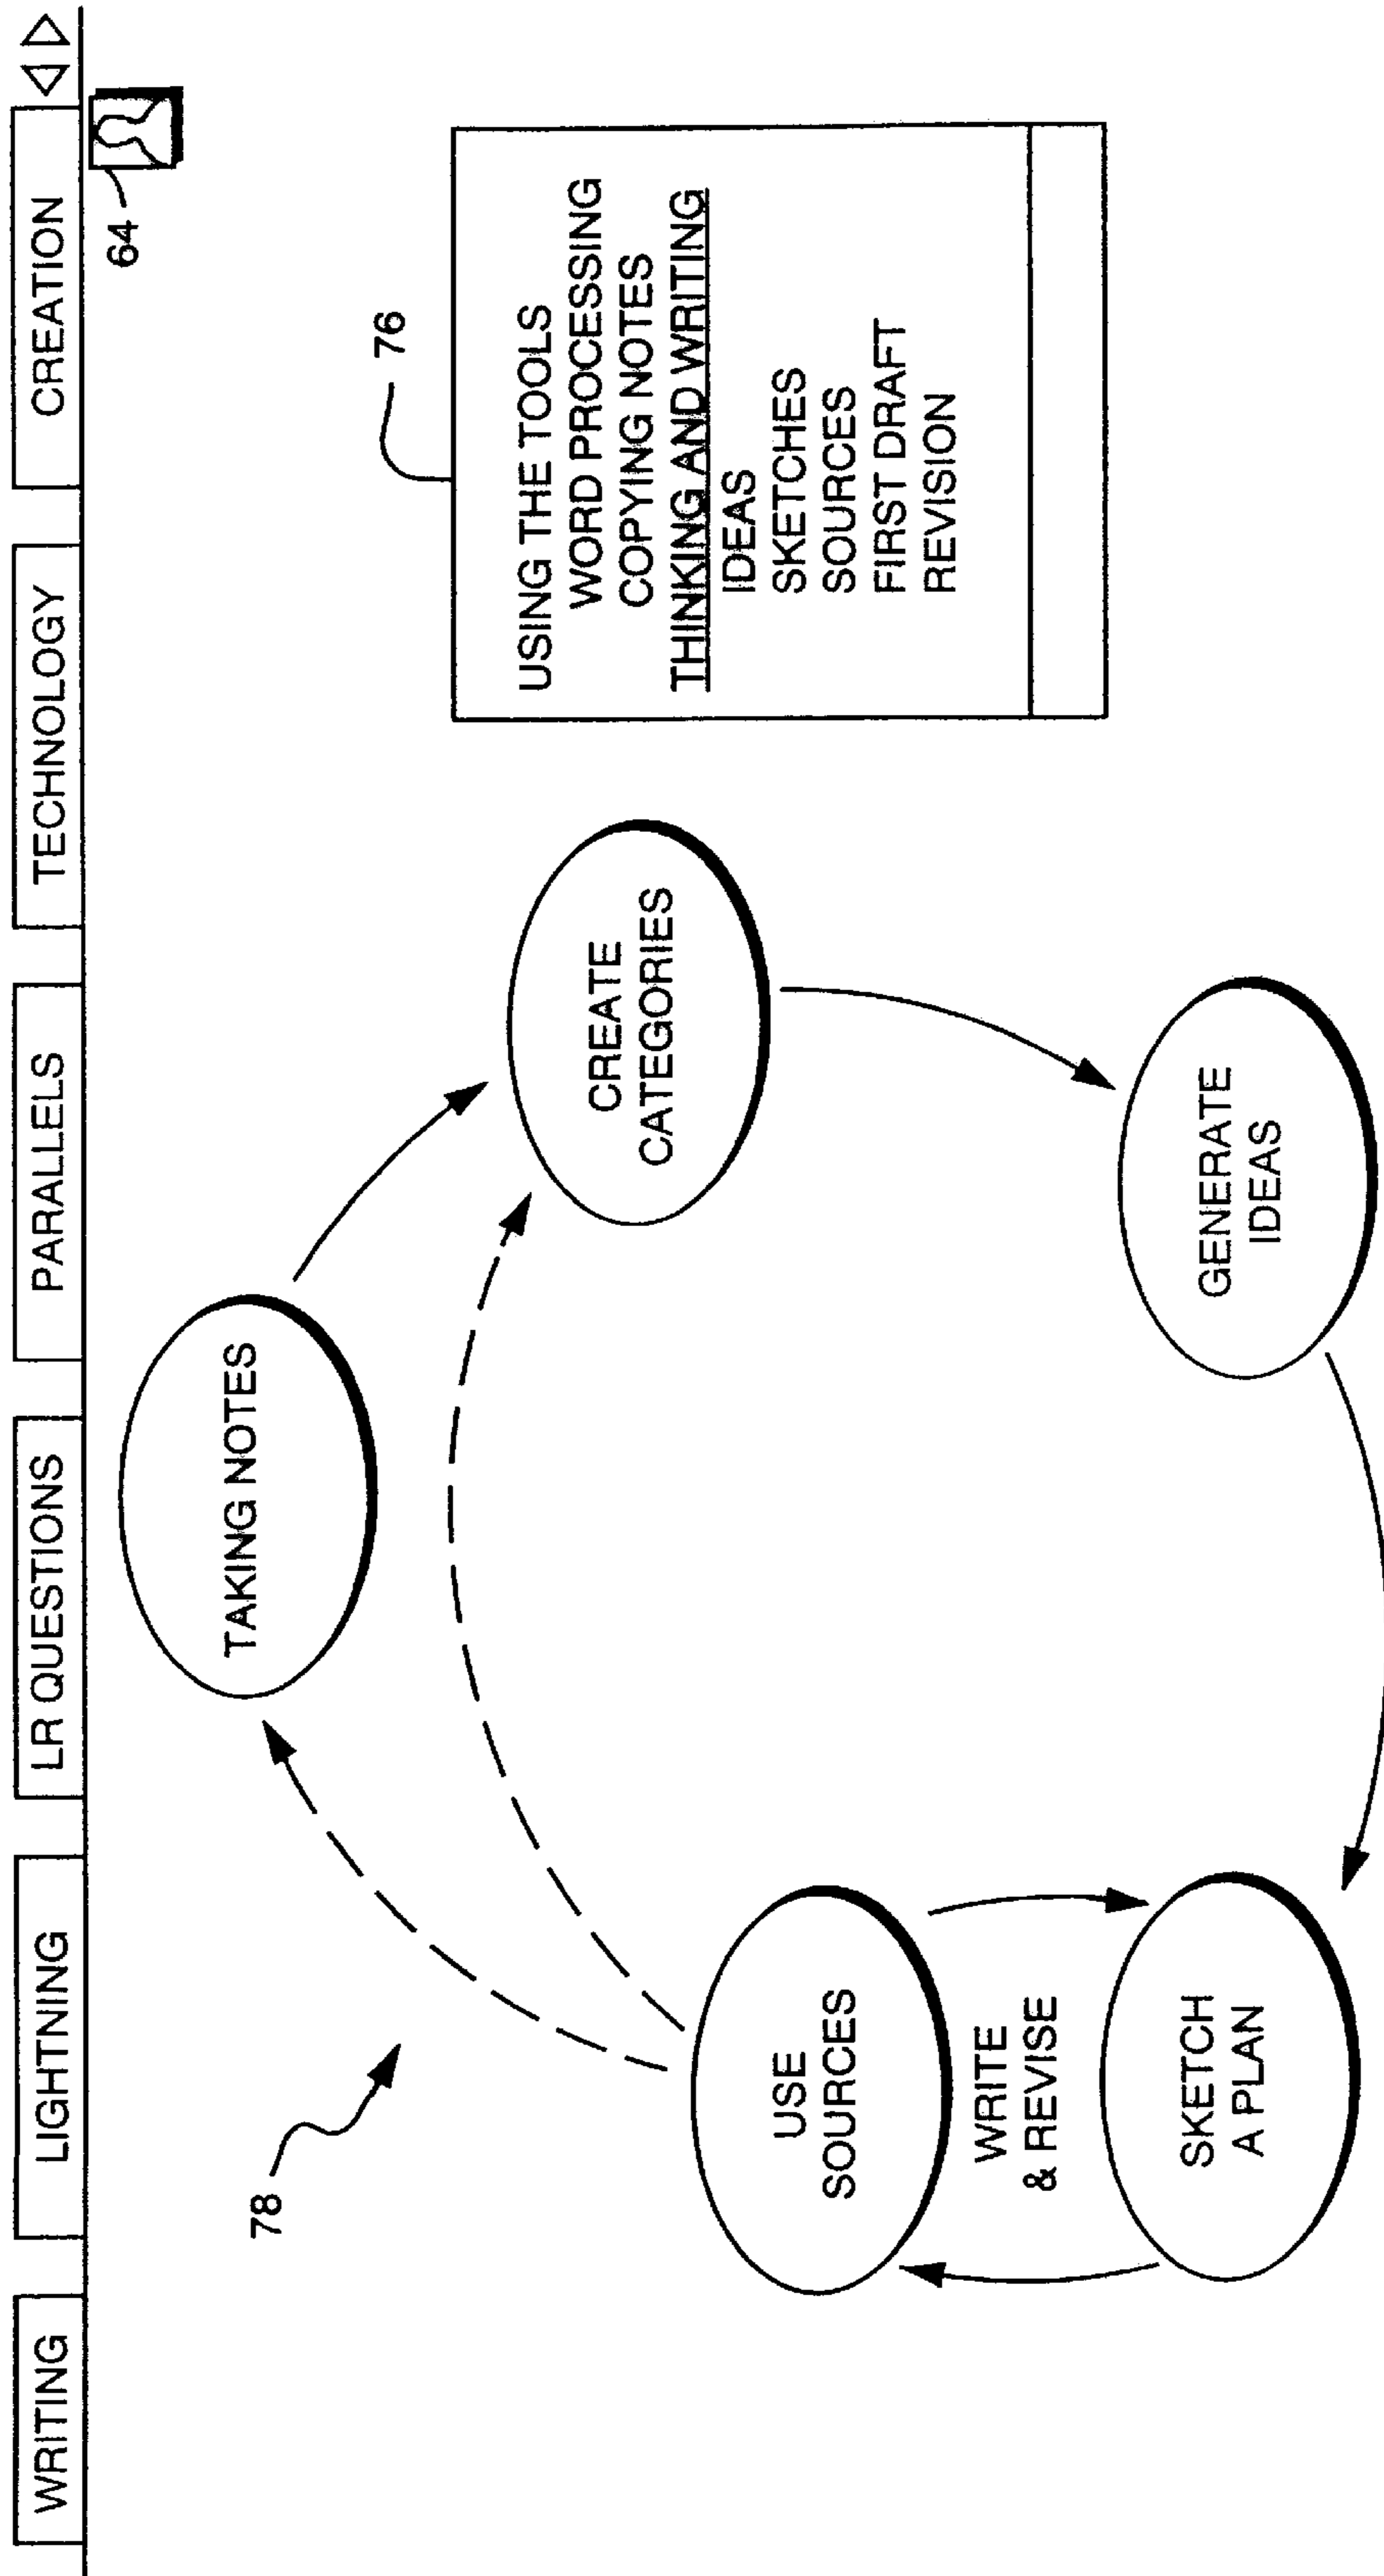 WRITING
LIGHTNING
LR QUESTIONS
PARALLELS
TECHNOLOGY
CREATION
64
78
TAKING NOTES
76
CREATE
CATEGORIES
USING THE TOOLS
WORD PROCESSING
COPYING NOTES
THINKING AND WRITING
IDEAS
SKETCHES
SOURCES
FIRST DRAFT
REVISION
USE
SOURCES
WRITE
& REVISE
SKETCH
A PLAN
GENERATE
IDEAS